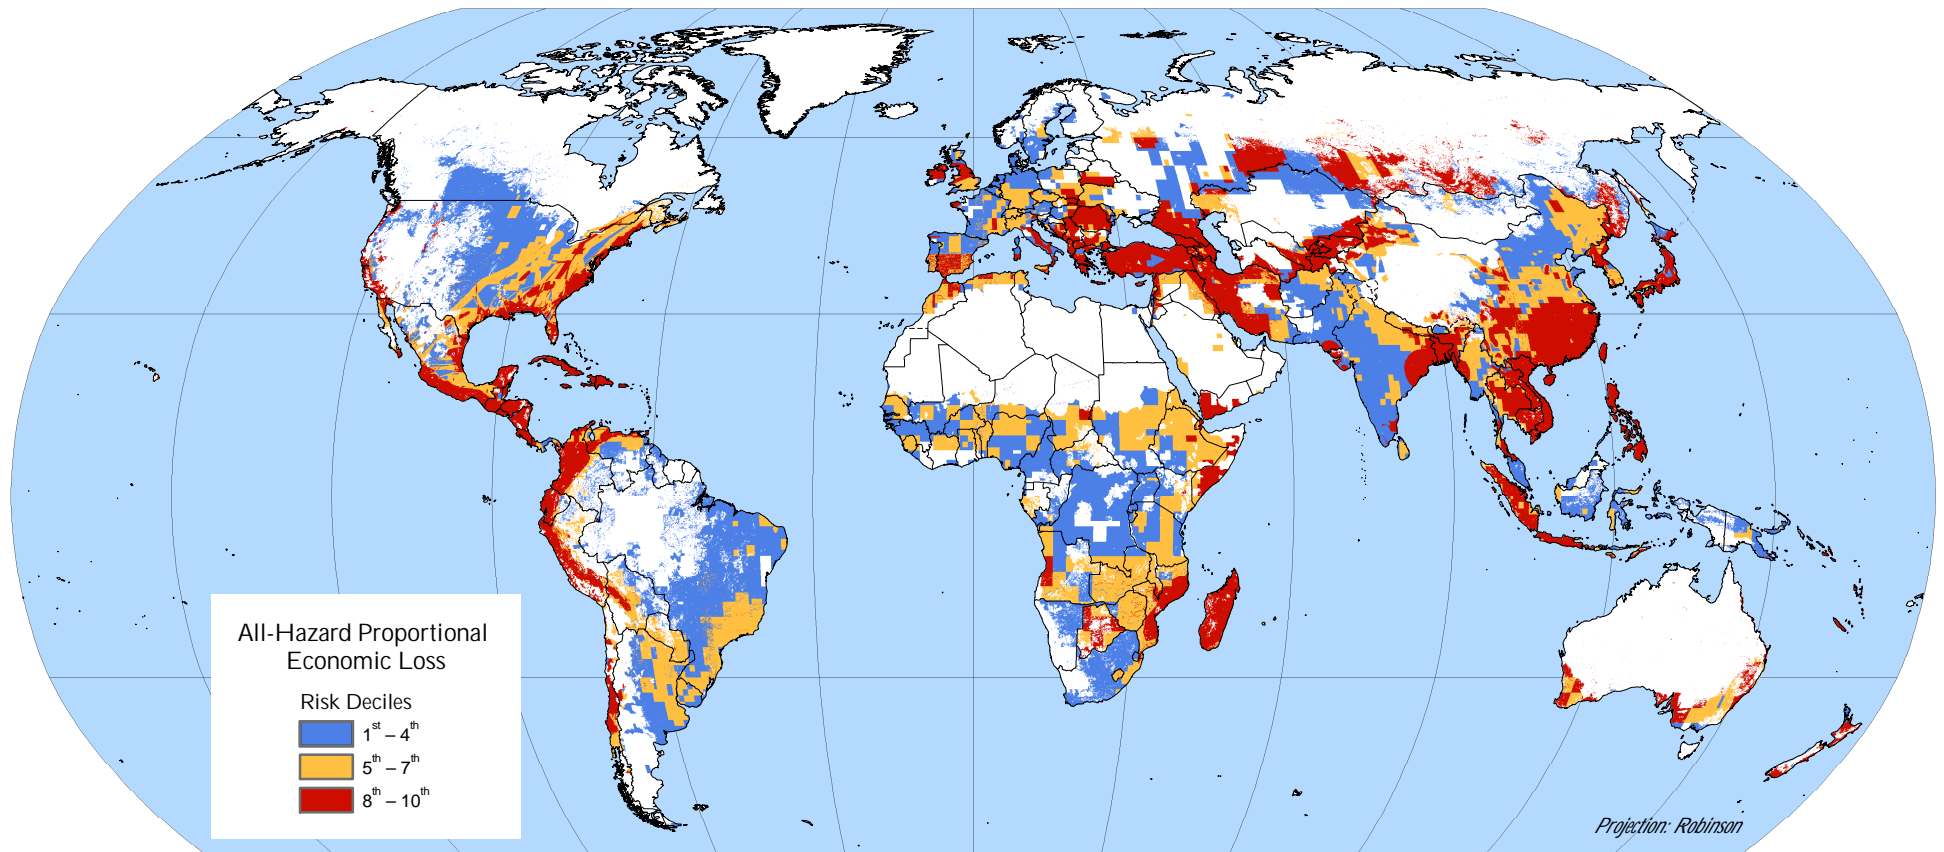 All-Hazard Proportional
Economic Loss
Risk Deciles
1st – 4th
5th – 7th
8th – 10th
Projection: Robinson